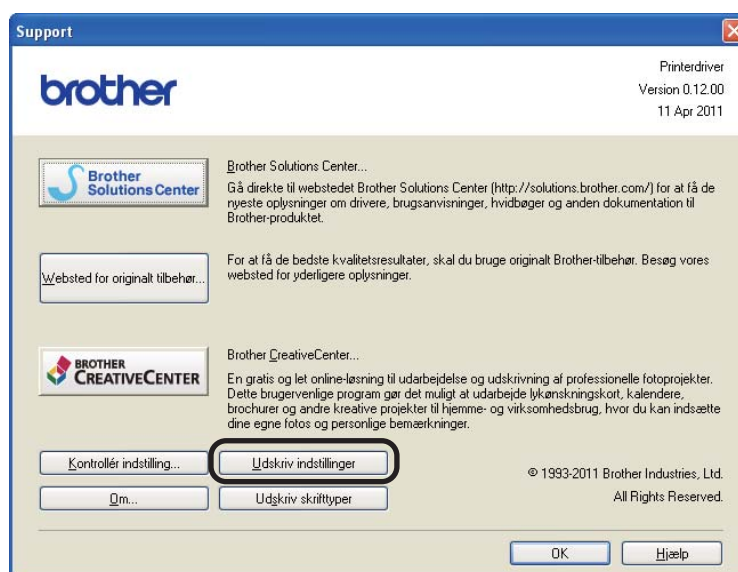 Support
brother
Printerdriver
Version 0.12.00
11 Apr 2011
Brother
Solutions Center
Brother Solutions Center...
Gå direkte til webstedet Brother Solutions Center (http://solutions.brother.com/) for at få de
nyeste oplysninger om drivere, brugsanvisninger, hvidbøger og anden dokumentation til
Brother-produktet.
Websted for originalt tilbehør...
For at få de bedste kvalitetsresultater, skal du bruge originalt Brother-tilbehør. Besøg vores
websted for yderligere oplysninger.
BROTHER
CREATIVECENTER
Brother CreativeCenter...
En gratis og let online-løsning til udarbejdelse og udskrivning af professionelle fotoprojekter.
Dette brugervenlige program gør det muligt at udarbejde lykønskningskort, kalendere,
brochurer og andre kreative projekter til hjemme- og virksomhedsbrug, hvor du kan indsætte
dine egne fotos og personlige bemærkninger.
Kontrollér indstilling...
Udskriv indstillinger
Om...
Udskriv skrifttyper
© 1993-2011 Brother Industries, Ltd.
All Rights Reserved.
OK
Hjælp